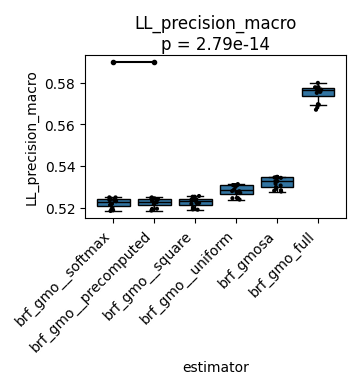 LL_precision_macro
p = 2.79e-14
LL_precision_macro
0.58
0.56
0.54
0.52
brf_gmo__softmax
brf_gmo__precomputed
brf_gmo__square
brf_gmo__uniform
brf_gmosa
brf_gmo_full
estimator